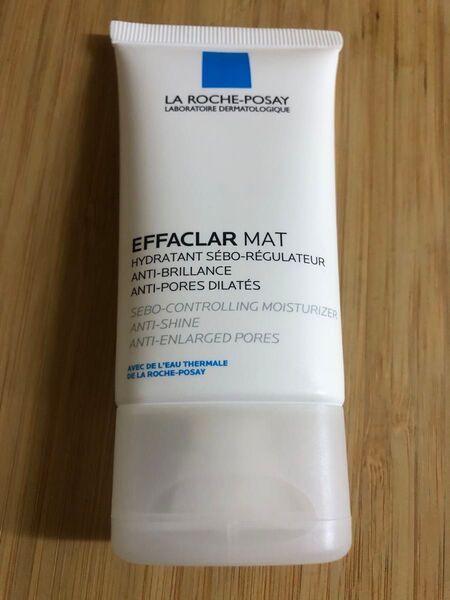 LA ROCHE-POSAY
LABORATOIRE DERMATOLOGIQUE
EFFACLAR MAT
HYDRATANT SÉBO-RÉGULATEUR
ANTI-BRILLANCE
ANTI-PORES DILATÉS
SEBO-CONTROLLING MOISTURIZER
ANTI-SHINE
ANTI-ENLARGED PORES
AVEC DE L'EAU THERMALE
DE LA ROCHE-POSAY